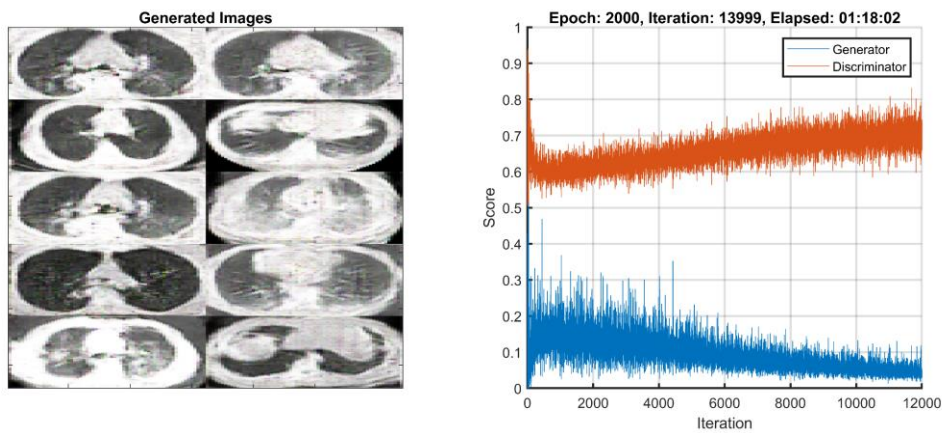 Generated Images
Epoch: 2000, Iteration: 13999, Elapsed: 01:18:02
1
0.9
0.8
0.7
0.6
0.5
0.4
0.3
0.2
0.1
0
Score
Generator
Discriminator
0 2000 4000 6000 8000 10000 12000
Iteration